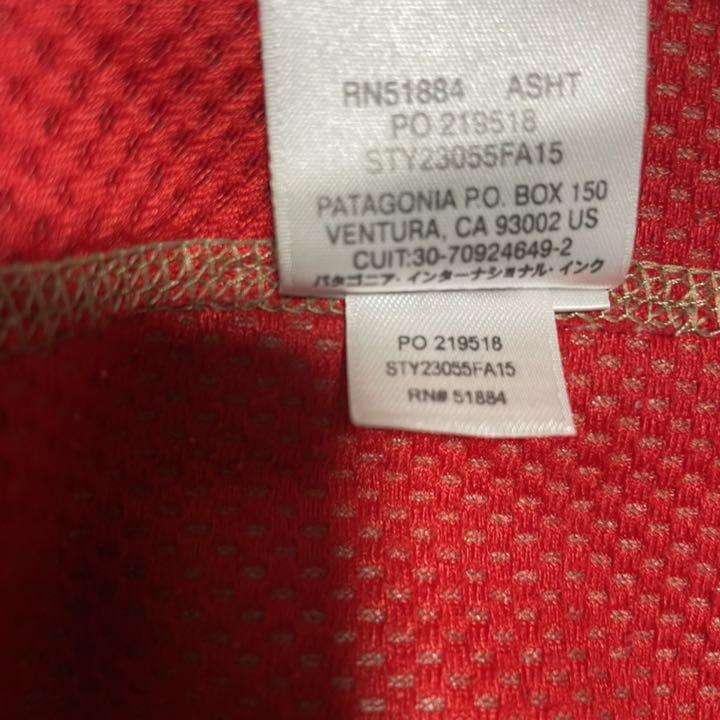 RN51884 ASHT
PO 219518
STY23055FA15
PATAGONIA P.O. BOX 150
VENTURA, CA 93002 US
CUIT:30-70924649-2
パタゴニア・インターナショナル・インク
PO 219518
STY23055FA15
RN# 51884